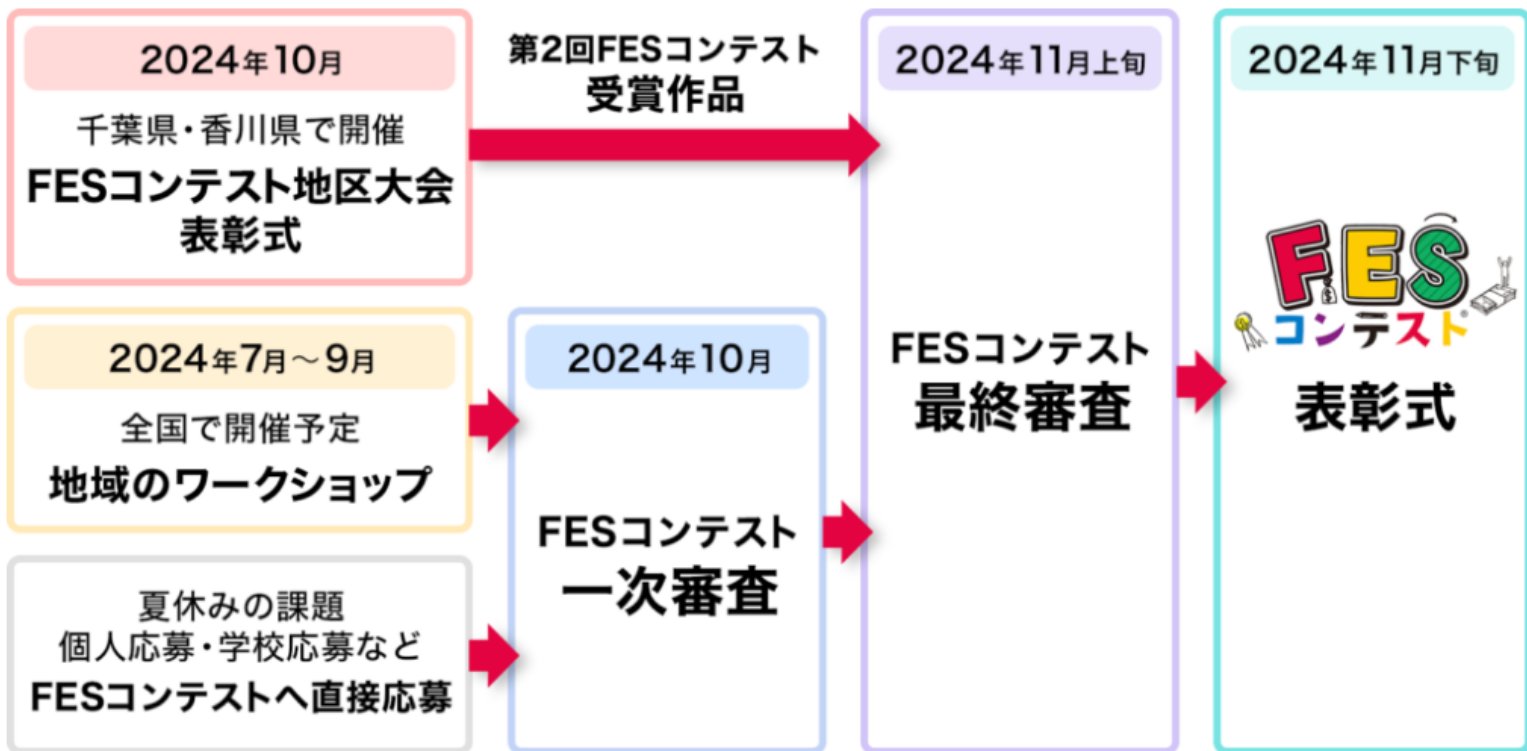 2024年10月
千葉県・香川県で開催
FESコンテスト地区大会
表彰式
第2回FESコンテスト
受賞作品
2024年7月～9月
全国で開催予定
地域のワークショップ
夏休みの課題
個人応募・学校応募など
FESコンテストへ直接応募
2024年10月
FESコンテスト
一次審査
2024年11月上旬
FESコンテスト
最終審査
2024年11月下旬
FES
コンテスト®
表彰式